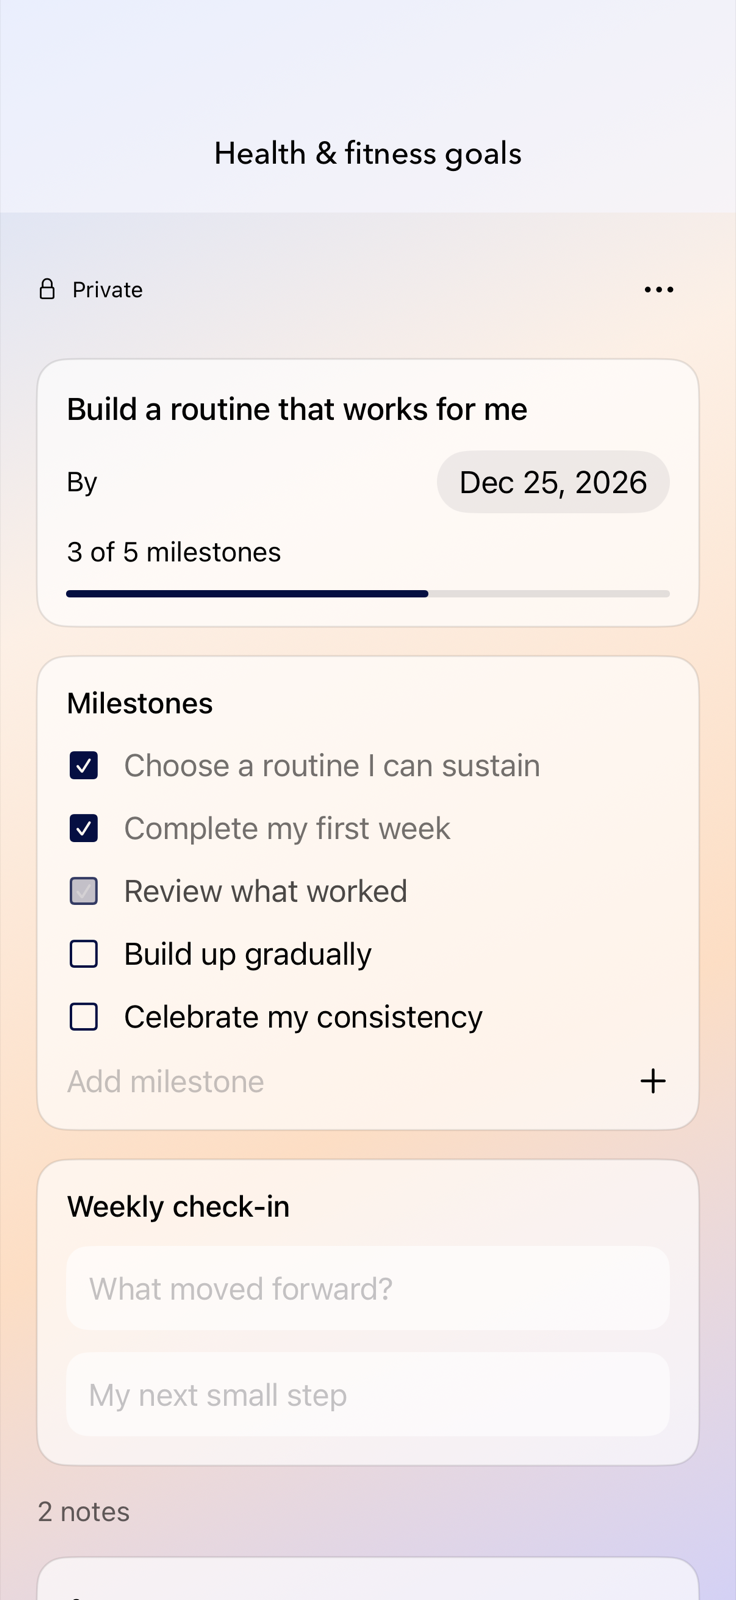 Health & fitness goals
Private
Build a routine that works for me
By
Dec 25, 2026
3 of 5 milestones
Milestones
Choose a routine I can sustain
Complete my first week
Review what worked
Build up gradually
Celebrate my consistency
Add milestone
Weekly check-in
What moved forward?
My next small step
2 notes